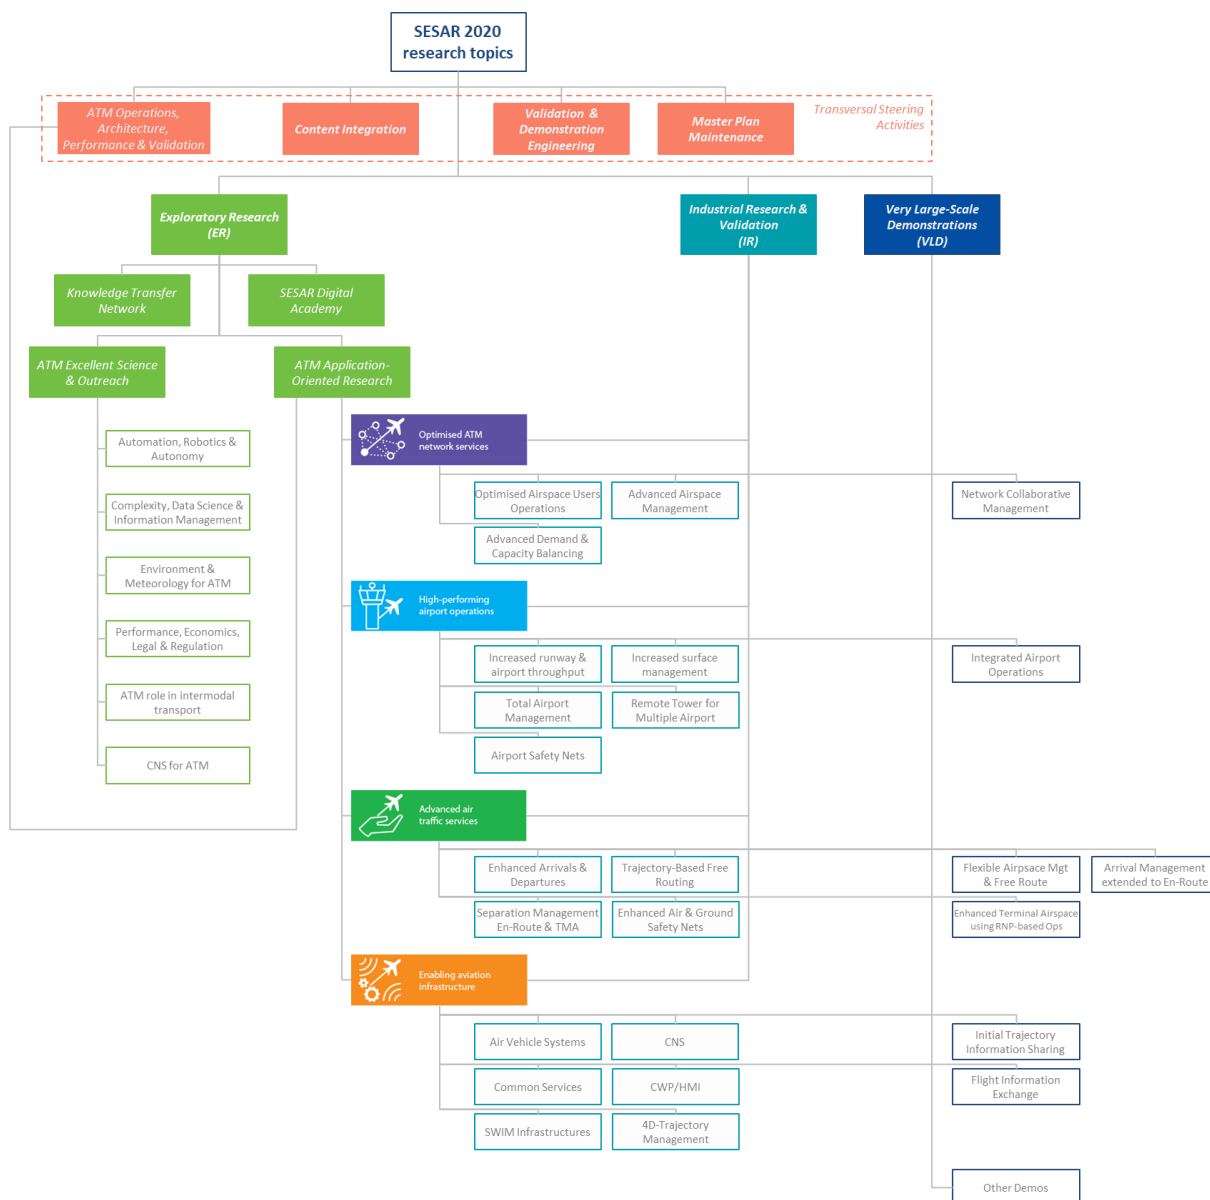 SESAR 2020
research topics
ATM Operations,
Architecture,
Performance & Validation
Content Integration
Validation &
Demonstration
Engineering
Master Plan
Maintenance
Transversal Steering
Activities
Exploratory Research
(ER)
Industrial Research &
Validation
(IR)
Very Large-Scale
Demonstrations
(VLD)
Knowledge Transfer
Network
SESAR Digital
Academy
ATM Excellent Science
& Outreach
ATM Application-
Oriented Research
Automation, Robotics &
Autonomy
Complexity, Data Science &
Information Management
Environment &
Meteorology for ATM
Performance, Economics,
Legal & Regulation
ATM role in intermodal
transport
CNS for ATM
Optimised ATM
network services
Optimised Airspace Users
Operations
Advanced Airspace
Management
Network Collaborative
Management
Advanced Demand &
Capacity Balancing
High-performing
airport operations
Increased runway &
airport throughput
Increased surface
management
Integrated Airport
Operations
Total Airport
Management
Remote Tower for
Multiple Airport
Airport Safety Nets
Advanced air
traffic services
Enhanced Arrivals &
Departures
Trajectory-Based Free
Routing
Flexible Airpsace Mgt
& Free Route
Arrival Management
extended to En-Route
Separation Management
En-Route & TMA
Enhanced Air & Ground
Safety Nets
Enhanced Terminal Airspace
using RNP-based Ops
Enabling aviation
infrastructure
Air Vehicle Systems
CNS
Initial Trajectory
Information Sharing
Common Services
CWP/HMI
Flight Information
Exchange
SWIM Infrastructures
4D-Trajectory
Management
Other Demos